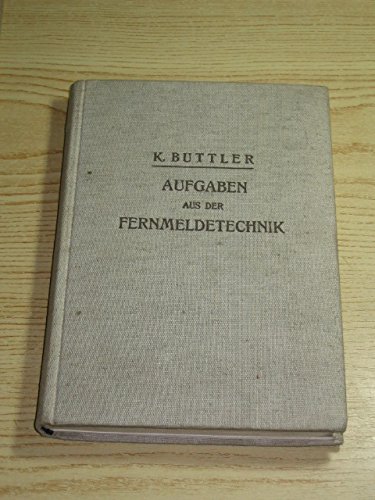 K. BUTTLER
AUFGABEN
AUS DER
FERNMELDETECHNIK